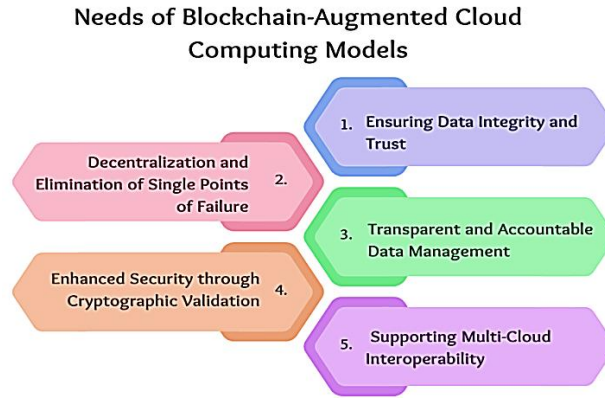 Needs of Blockchain-Augmented Cloud
Computing Models
1. Ensuring Data Integrity and
Trust
Decentralization and
Elimination of Single Points 2.
of Failure
3. Transparent and Accountable
Data Management
Enhanced Security through 4.
Cryptographic Validation
5. Supporting Multi-Cloud
Interoperability